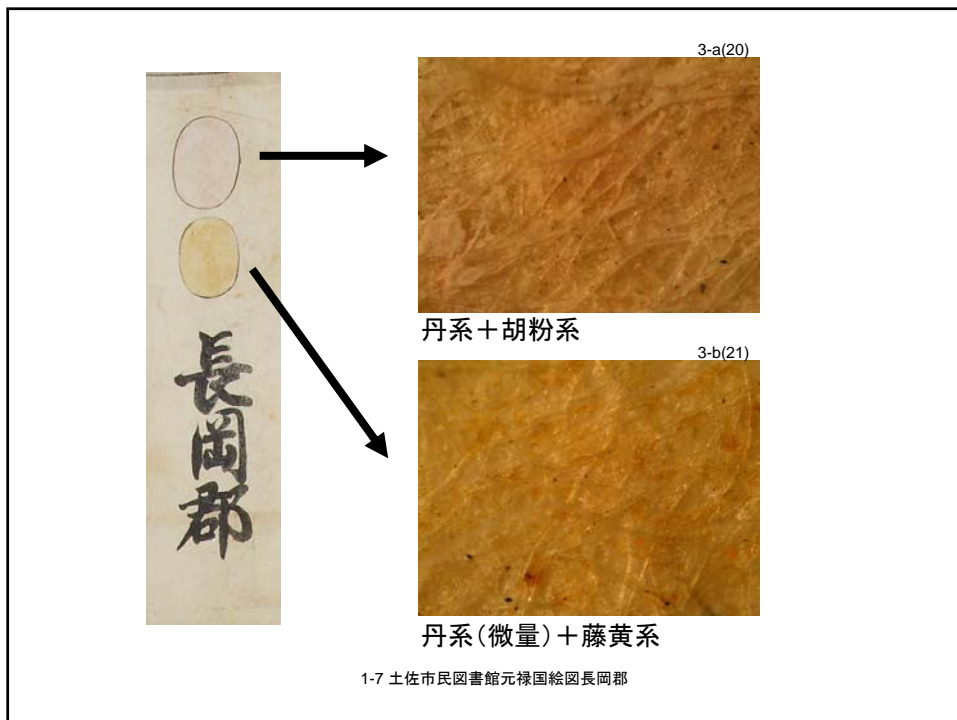 3-a(20)
長岡郡
丹系＋胡粉系
3-b(21)
丹系（微量）＋藤黄系
1-7 土佐市民図書館元禄国絵図長岡郡